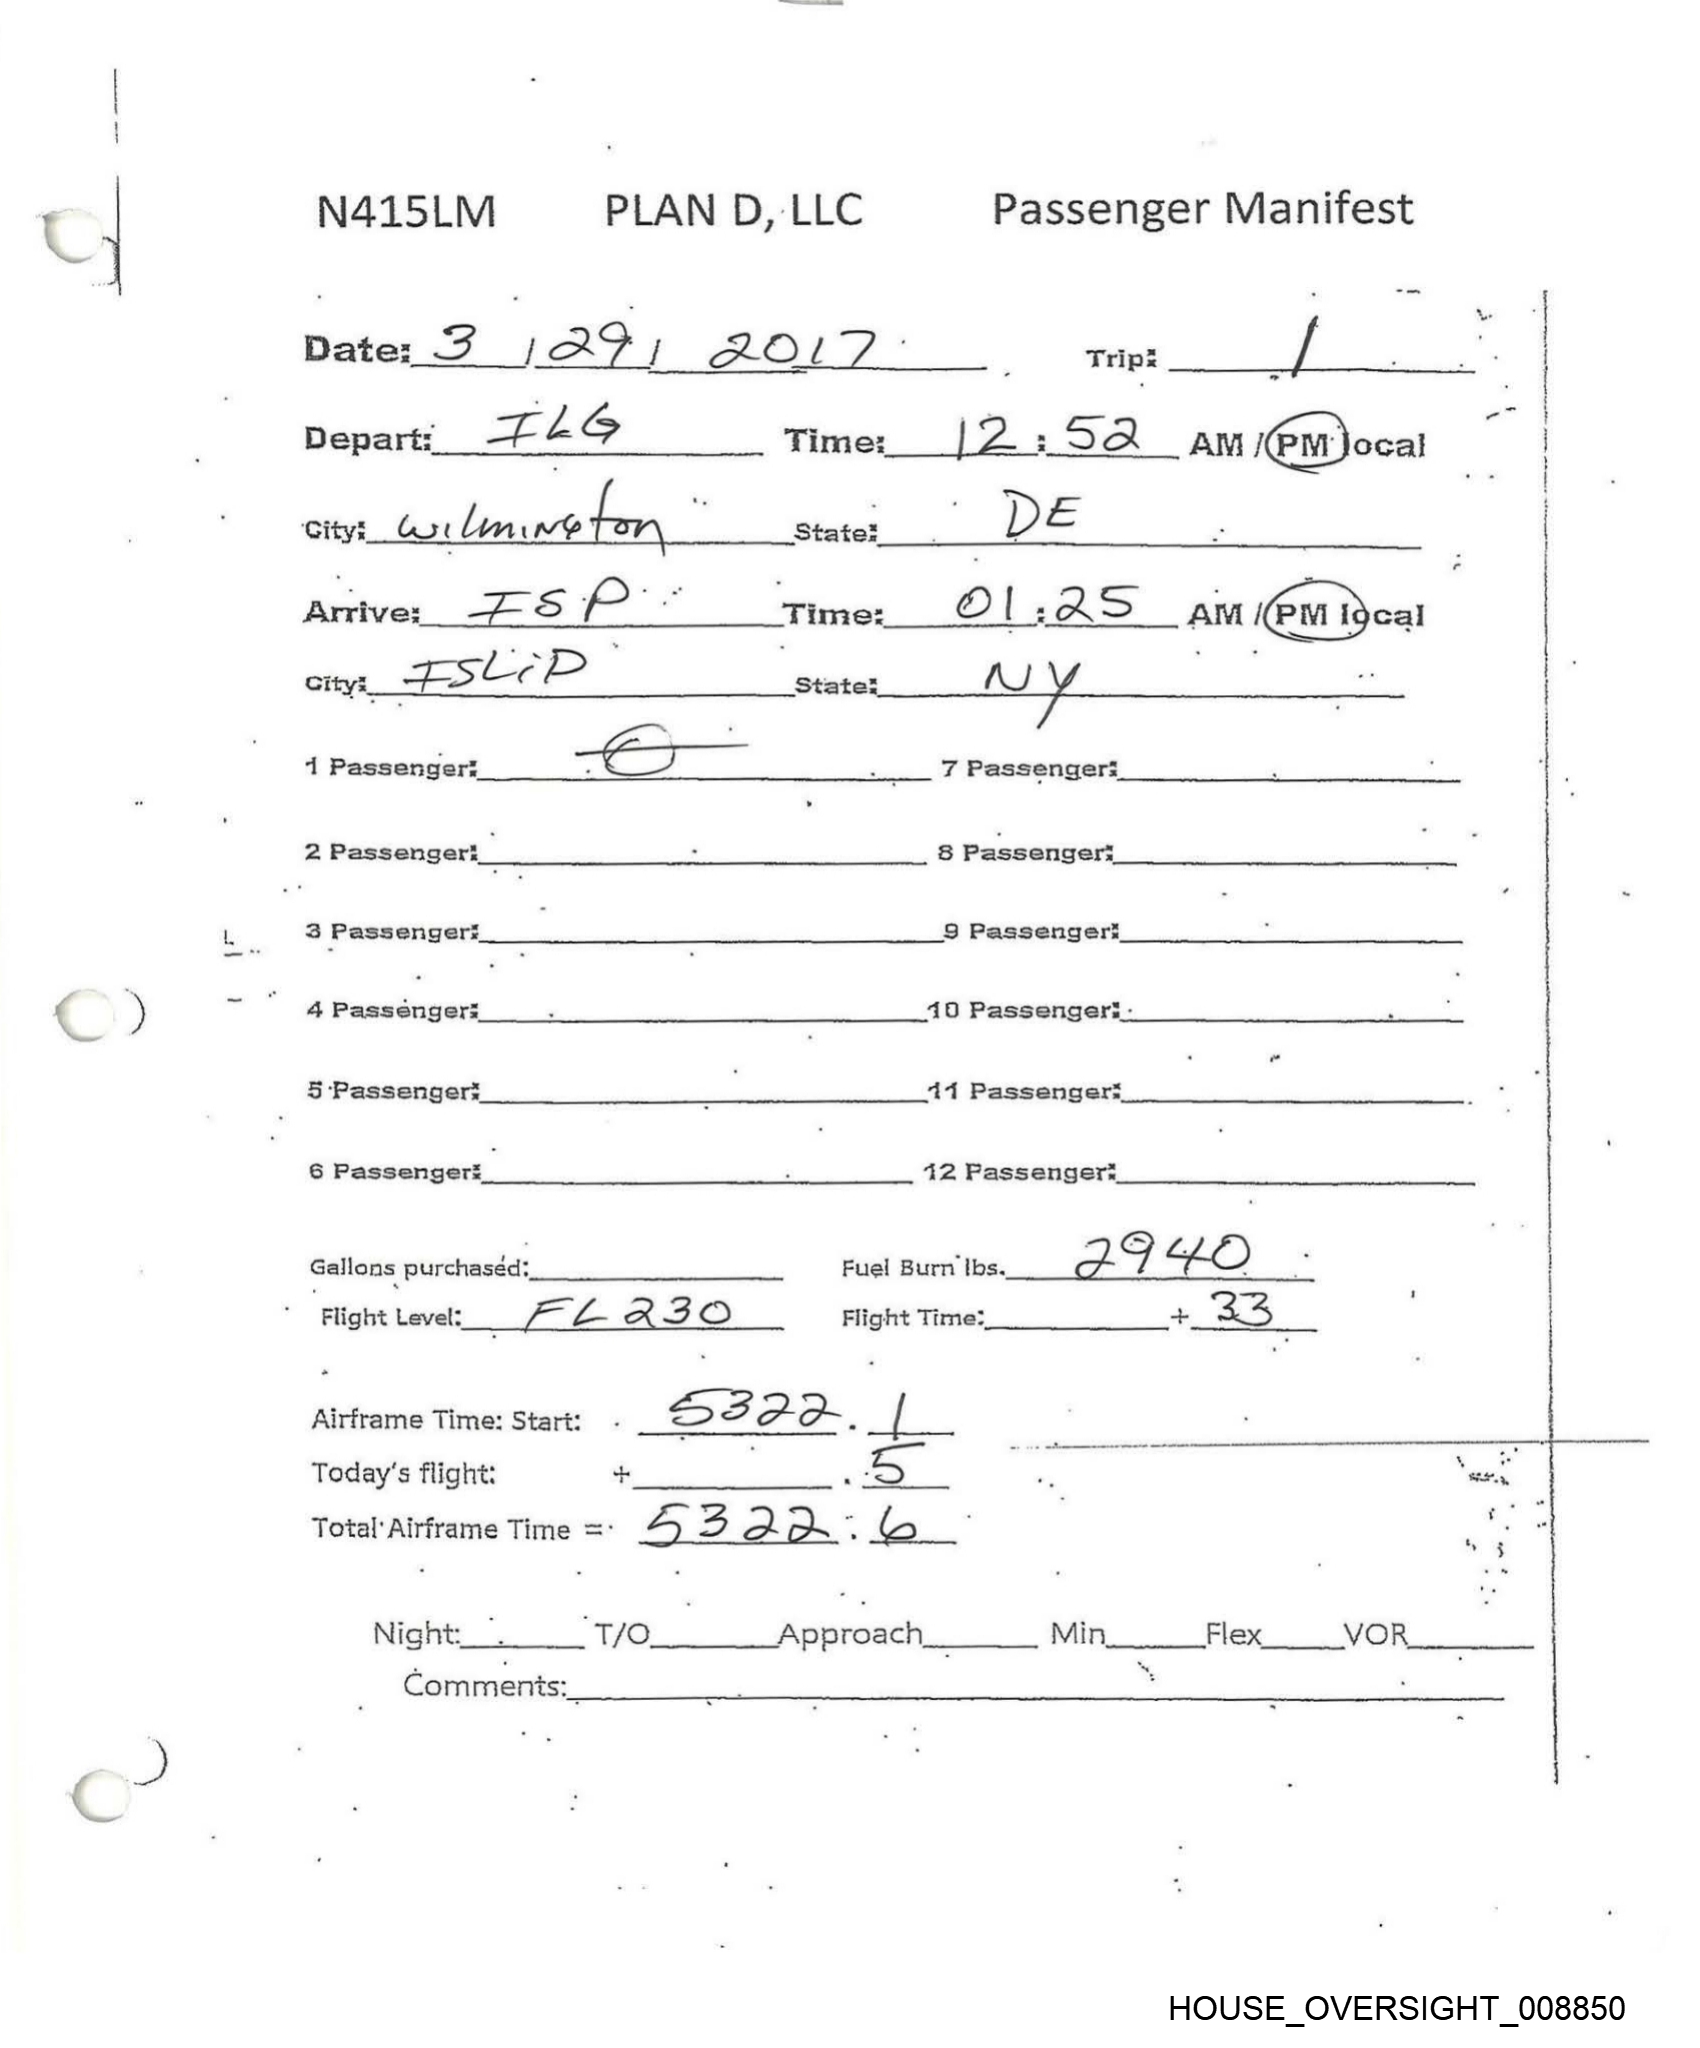 N415LM PLAN D, LLC Passenger Manifest
Date: 3 / 29 / 2017 Trip: 1
Depart: ILG Time: 12 : 52 AM / PM local
City: Wilmington State: DE
Arrive: ISP Time: 01 : 25 AM / PM local
City: ISLiP State: NY
1 Passenger: 0 7 Passenger:
2 Passenger: 8 Passenger:
3 Passenger: 9 Passenger:
4 Passenger: 10 Passenger:
5 Passenger: 11 Passenger:
6 Passenger: 12 Passenger:
Gallons purchased: Fuel Burn lbs. 2940
Flight Level: FL230 Flight Time: + 33
Airframe Time: Start: 5322 . 1
Today's flight: + . 5
Total Airframe Time = 5322 . 6
Night: T/O Approach Min Flex VOR
Comments:
HOUSE_OVERSIGHT_008850